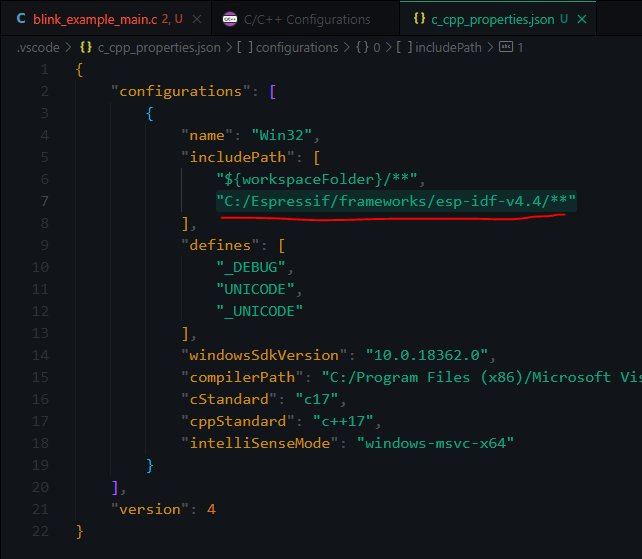 blink_example_main.c 2, U
C/C++ Configurations
c_cpp_properties.json U
.vscode > c_cpp_properties.json > [ ] configurations > {} 0 > [ ] includePath > abc 1
1 {
2 "configurations": [
3 {
4 "name": "Win32",
5 "includePath": [
6 "${workspaceFolder}/**",
7 "C:/Espressif/frameworks/esp-idf-v4.4/**"
8 ],
9 "defines": [
10 "_DEBUG",
11 "UNICODE",
12 "_UNICODE"
13 ],
14 "windowsSdkVersion": "10.0.18362.0",
15 "compilerPath": "C:/Program Files (x86)/Microsoft Vis
16 "cStandard": "c17",
17 "cppStandard": "c++17",
18 "intelliSenseMode": "windows-msvc-x64"
19 }
20 ],
21 "version": 4
22 }